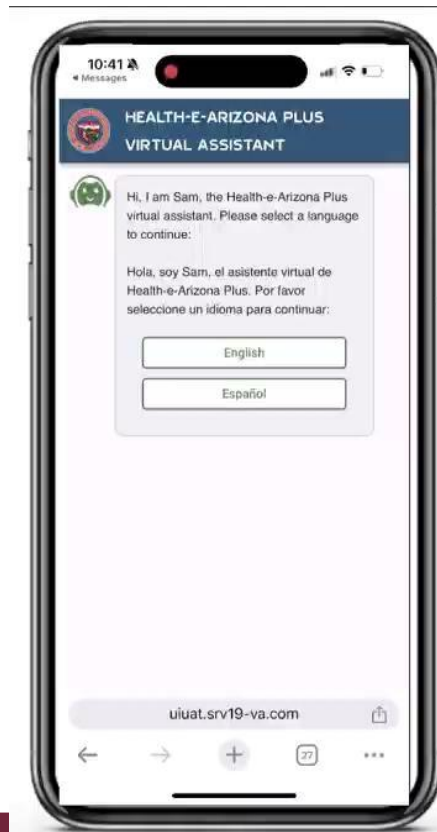 10:41
Messages
HEALTH-E-ARIZONA PLUS
VIRTUAL ASSISTANT
Hi, I am Sam, the Health-e-Arizona Plus
virtual assistant. Please select a language
to continue:
Hola, soy Sam, el asistente virtual de
Health-e-Arizona Plus. Por favor
seleccione un idioma para continuar:
English
Español
uiuat.srv19-va.com
27